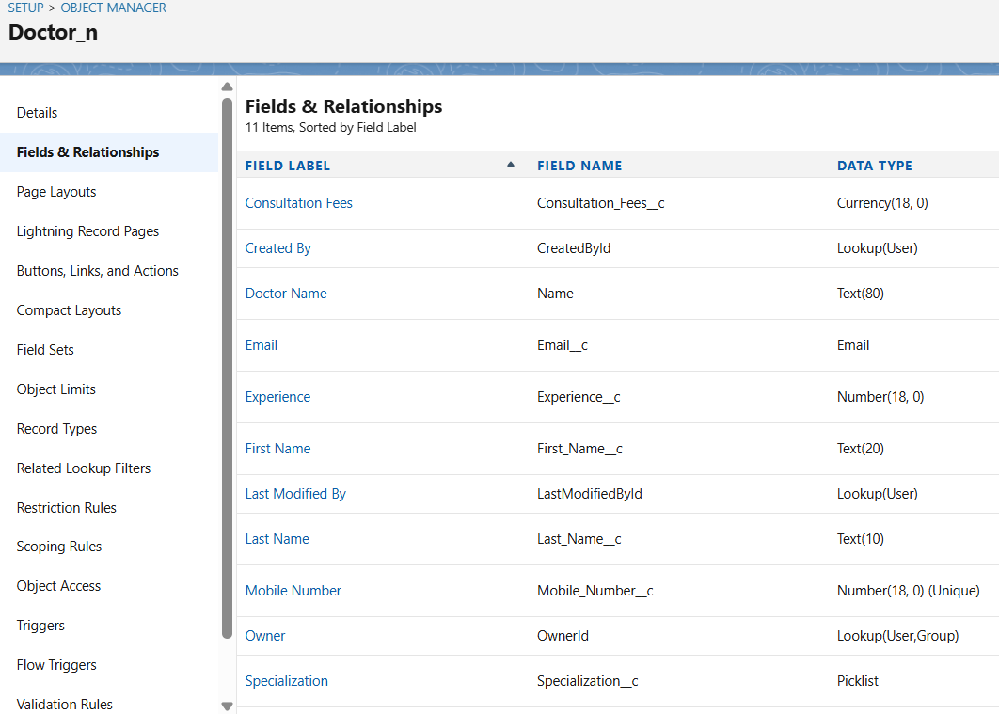 SETUP > OBJECT MANAGER
Doctor_n
Details
Fields & Relationships
Page Layouts
Lightning Record Pages
Buttons, Links, and Actions
Compact Layouts
Field Sets
Object Limits
Record Types
Related Lookup Filters
Restriction Rules
Scoping Rules
Object Access
Triggers
Flow Triggers
Validation Rules
Fields & Relationships
11 Items, Sorted by Field Label
FIELD LABEL FIELD NAME DATA TYPE
Consultation Fees Consultation_Fees__c Currency(18, 0)
Created By CreatedById Lookup(User)
Doctor Name Name Text(80)
Email Email__c Email
Experience Experience__c Number(18, 0)
First Name First_Name__c Text(20)
Last Modified By LastModifiedById Lookup(User)
Last Name Last_Name__c Text(10)
Mobile Number Mobile_Number__c Number(18, 0) (Unique)
Owner OwnerId Lookup(User,Group)
Specialization Specialization__c Picklist